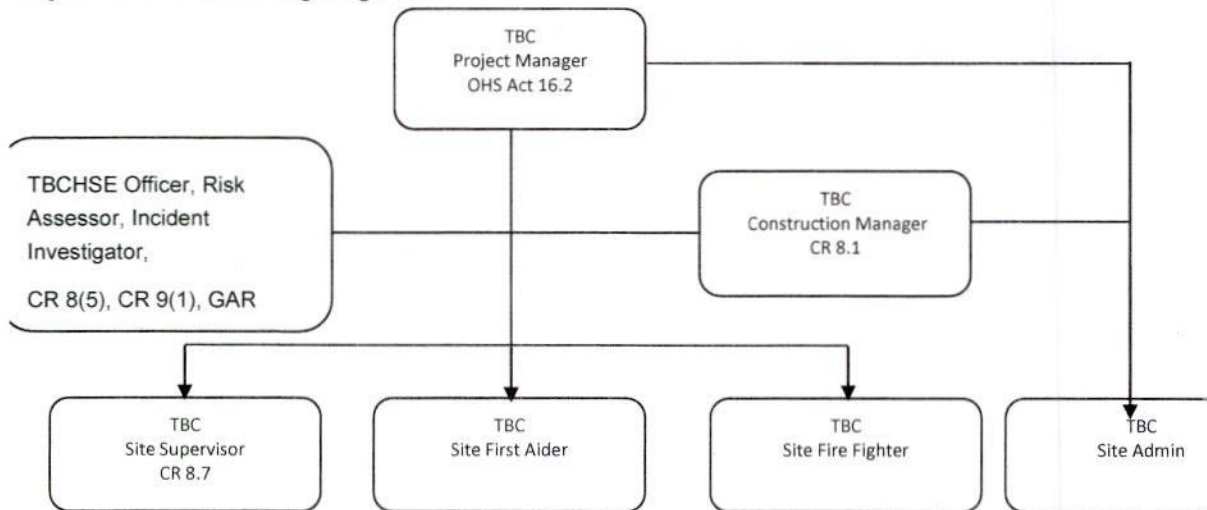 TBC
Project Manager
OHS Act 16.2
TBCHSE Officer, Risk
Assessor, Incident
Investigator,
CR 8(5), CR 9(1), GAR
TBC
Construction Manager
CR 8.1
TBC
Site Supervisor
CR 8.7
TBC
Site First Aider
TBC
Site Fire Fighter
TBC
Site Admin